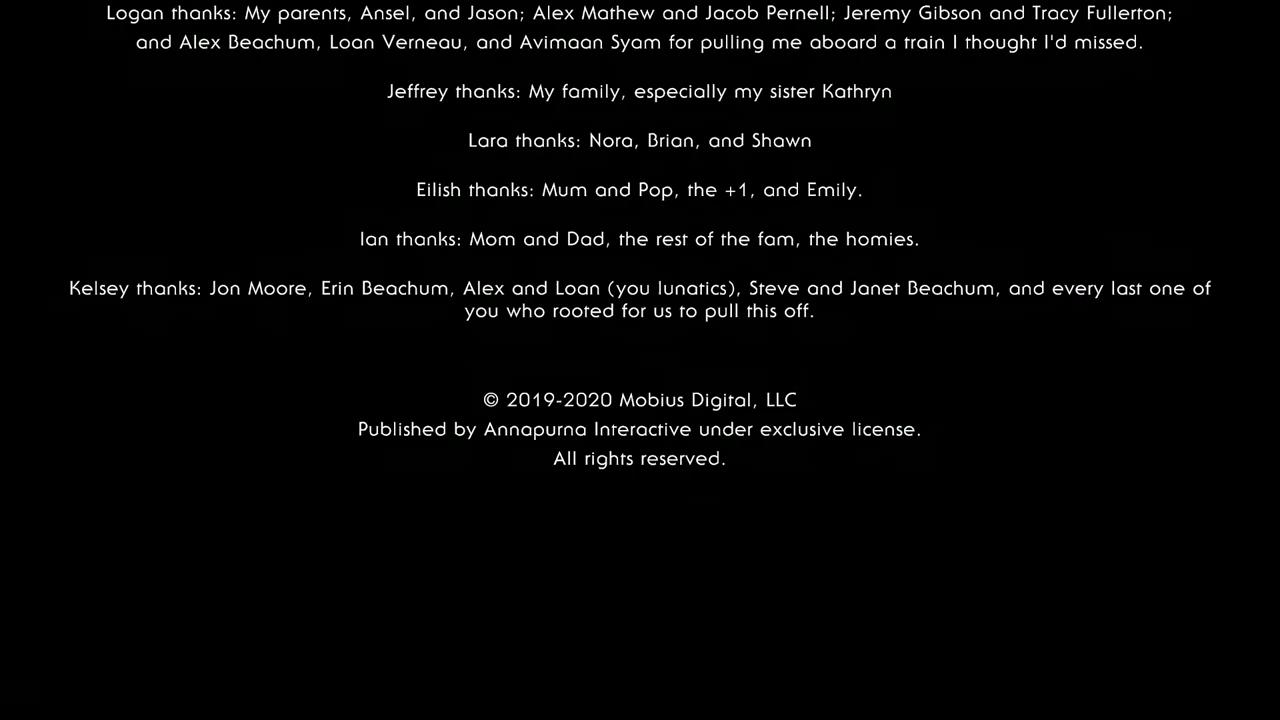 Logan thanks: My parents, Ansel, and Jason; Alex Mathew and Jacob Pernell; Jeremy Gibson and Tracy Fullerton;
and Alex Beachum, Loan Verneau, and Avimaan Syam for pulling me aboard a train I thought I'd missed.
Jeffrey thanks: My family, especially my sister Kathryn
Lara thanks: Nora, Brian, and Shawn
Eilish thanks: Mum and Pop, the +1, and Emily.
Ian thanks: Mom and Dad, the rest of the fam, the homies.
Kelsey thanks: Jon Moore, Erin Beachum, Alex and Loan (you lunatics), Steve and Janet Beachum, and every last one of
you who rooted for us to pull this off.
© 2019-2020 Mobius Digital, LLC
Published by Annapurna Interactive under exclusive license.
All rights reserved.